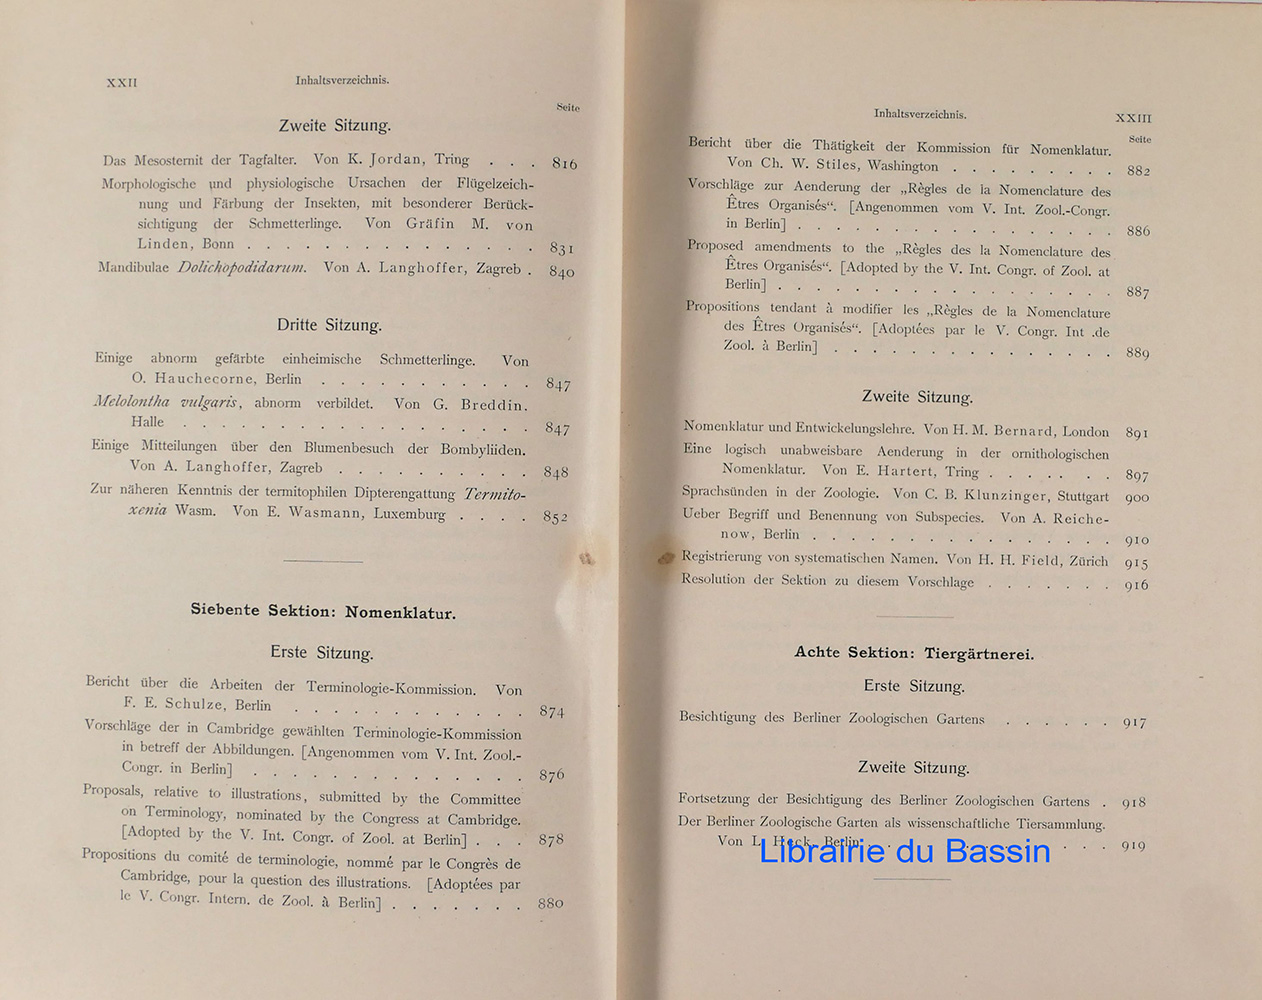 XXII Inhaltsverzeichnis.
Seite
Zweite Sitzung.
Das Mesosternit der Tagfalter. Von K. Jordan, Tring . . . 816
Morphologische und physiologische Ursachen der Flügelzeich-
nung und Färbung der Insekten, mit besonderer Berück-
sichtigung der Schmetterlinge. Von Gräfin M. von
Linden, Bonn . . . . . . . . . . . . . . . 831
Mandibulae Dolichopodidarum. Von A. Langhoffer, Zagreb . 840
Dritte Sitzung.
Einige abnorm gefärbte einheimische Schmetterlinge. Von
O. Hauchecorne, Berlin . . . . . . . . . . . 847
Melolontha vulgaris, abnorm verbildet. Von G. Breddin.
Halle . . . . . . . . . . . . . . . . . . 847
Einige Mitteilungen über den Blumenbesuch der Bombyliiden.
Von A. Langhoffer, Zagreb . . . . . . . . . . 848
Zur näheren Kenntnis der termitophilen Dipterengattung Termito-
xenia Wasm. Von E. Wasmann, Luxemburg . . . . 852
Siebente Sektion: Nomenklatur.
Erste Sitzung.
Bericht über die Arbeiten der Terminologie-Kommission. Von
F. E. Schulze, Berlin . . . . . . . . . . . . 874
Vorschläge der in Cambridge gewählten Terminologie-Kommission
in betreff der Abbildungen. [Angenommen vom V. Int. Zool.-
Congr. in Berlin] . . . . . . . . . . . . . . 876
Proposals, relative to illustrations, submitted by the Committee
on Terminology, nominated by the Congress at Cambridge.
[Adopted by the V. Int. Congr. of Zool. at Berlin] . . . 878
Propositions du comité de terminologie, nommé par le Congrès de
Cambridge, pour la question des illustrations. [Adoptées par
le V. Congr. Intern. de Zool. à Berlin] . . . . . . . 880
Inhaltsverzeichnis. XXIII
Seite
Bericht über die Thätigkeit der Kommission für Nomenklatur.
Von Ch. W. Stiles, Washington . . . . . . . . . 882
Vorschläge zur Aenderung der „Règles de la Nomenclature des
Êtres Organisés“. [Angenommen vom V. Int. Zool.-Congr.
in Berlin] . . . . . . . . . . . . . . . . . 886
Proposed amendments to the „Règles des la Nomenclature des
Êtres Organisés“. [Adopted by the V. Int. Congr. of Zool. at
Berlin] . . . . . . . . . . . . . . . . . . 887
Propositions tendant à modifier les „Règles de la Nomenclature
des Êtres Organisés“. [Adoptées par le V. Congr. Int .de
Zool. à Berlin] . . . . . . . . . . . . . . . 889
Zweite Sitzung.
Nomenklatur und Entwickelungslehre. Von H. M. Bernard, London 891
Eine logisch unabweisbare Aenderung in der ornithologischen
Nomenklatur. Von E. Hartert, Tring . . . . . . . 897
Sprachsünden in der Zoologie. Von C. B. Klunzinger, Stuttgart 900
Ueber Begriff und Benennung von Subspecies. Von A. Reiche-
now, Berlin . . . . . . . . . . . . . . . . 910
Registrierung von systematischen Namen. Von H. H. Field, Zürich 915
Resolution der Sektion zu diesem Vorschlage . . . . . . . 916
Achte Sektion: Tiergärtnerei.
Erste Sitzung.
Besichtigung des Berliner Zoologischen Gartens . . . . . . 917
Zweite Sitzung.
Fortsetzung der Besichtigung des Berliner Zoologischen Gartens . 918
Der Berliner Zoologische Garten als wissenschaftliche Tiersammlung.
Von L. Heck, Berlin . . . . . . . . . . . . . 919
Librairie du Bassin